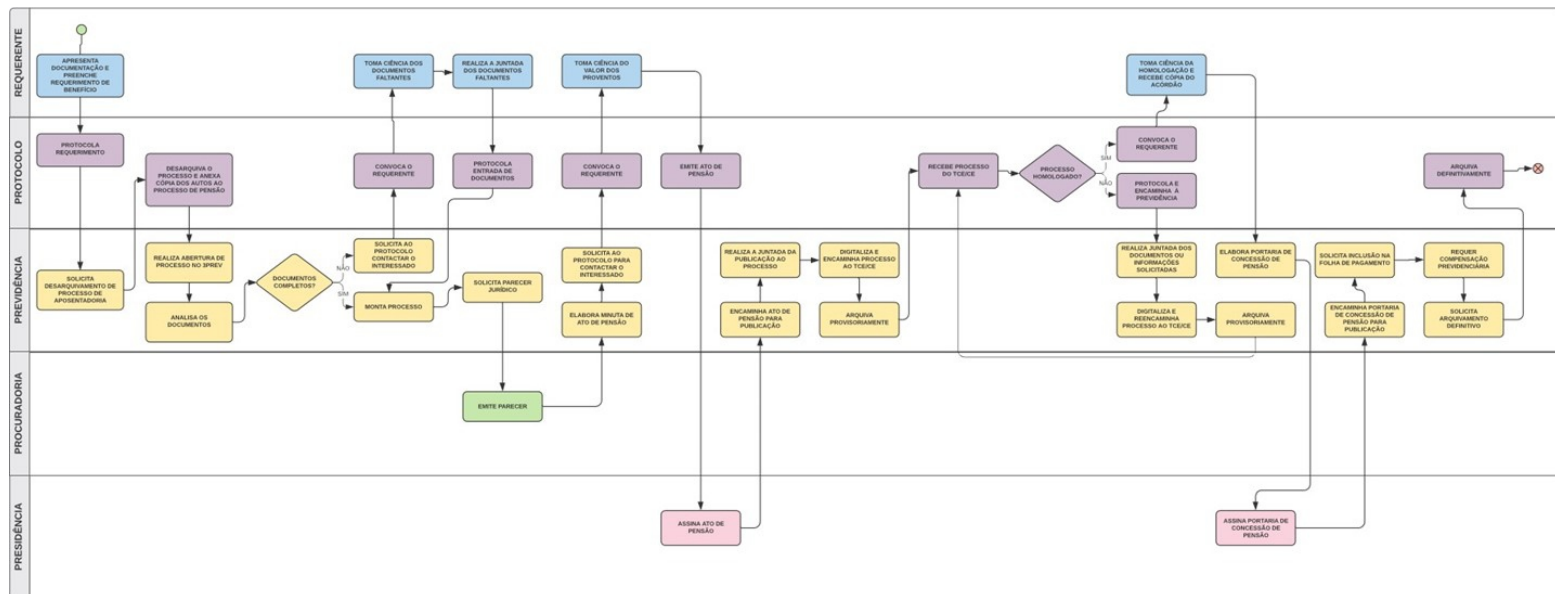 REQUERENTE
APRESENTA
DOCUMENTAÇÃO E
PREENCHE
REQUERIMENTO DE
BENEFÍCIO
TOMA CIÊNCIA DOS
DOCUMENTOS
FALTANTES
REALIZA A JUNTADA
DOS DOCUMENTOS
FALTANTES
TOMA CIÊNCIA DO
VALOR DOS
PROVENTOS
TOMA CIÊNCIA DA
HOMOLOGAÇÃO E
RECEBE CÓPIA DO
ACÓRDÃO
PROTOCOLO
PROTOCOLA
REQUERIMENTO
DESARQUIVA O
PROCESSO E ANEXA
CÓPIA DOS AUTOS AO
PROCESSO DE PENSÃO
CONVOCA O
REQUERENTE
PROTOCOLA
ENTRADA DE
DOCUMENTOS
CONVOCA O
REQUERENTE
EMITE ATO DE
PENSÃO
RECEBE PROCESSO
DO TCE/CE
PROCESSO
HOMOLOGADO?
SIM
NÃO
CONVOCA O
REQUERENTE
PROTOCOLA E
ENCAMINHA À
PREVIDÊNCIA
ARQUIVA
DEFINITIVAMENTE
PREVIDÊNCIA
SOLICITA
DESARQUIVAMENTO
DE PROCESSO DE
APOSENTADORIA
REALIZA ABERTURA DE
PROCESSO NO 3PREV
ANALISA OS
DOCUMENTOS
DOCUMENTOS
COMPLETOS?
NÃO
SIM
SOLICITA AO
PROTOCOLO
CONTACTAR O
INTERESSADO
MONTA PROCESSO
SOLICITA PARECER
JURÍDICO
SOLICITA AO
PROTOCOLO PARA
CONTACTAR O
INTERESSADO
ELABORA MINUTA DE
ATO DE PENSÃO
REALIZA A JUNTADA DA
PUBLICAÇÃO AO
PROCESSO
ENCAMINHA ATO DE
PENSÃO PARA
PUBLICAÇÃO
DIGITALIZA E
ENCAMINHA PROCESSO
AO TCE/CE
ARQUIVA
PROVISORIAMENTE
REALIZA JUNTADA DOS
DOCUMENTOS OU
INFORMAÇÕES
SOLICITADAS
DIGITALIZA E
REENCAMINHA
PROCESSO AO TCE/CE
ELABORA PORTARIA DE
CONCESSÃO DE
PENSÃO
ARQUIVA
PROVISORIAMENTE
SOLICITA INCLUSÃO NA
FOLHA DE PAGAMENTO
ENCAMINHA PORTARIA
DE CONCESSÃO DE
PENSÃO PARA
PUBLICAÇÃO
REQUER
COMPENSAÇÃO
PREVIDENCIÁRIA
SOLICITA
ARQUIVAMENTO
DEFINITIVO
PROCURADORIA
EMITE PARECER
PRESIDÊNCIA
ASSINA ATO DE
PENSÃO
ASSINA PORTARIA DE
CONCESSÃO DE
PENSÃO